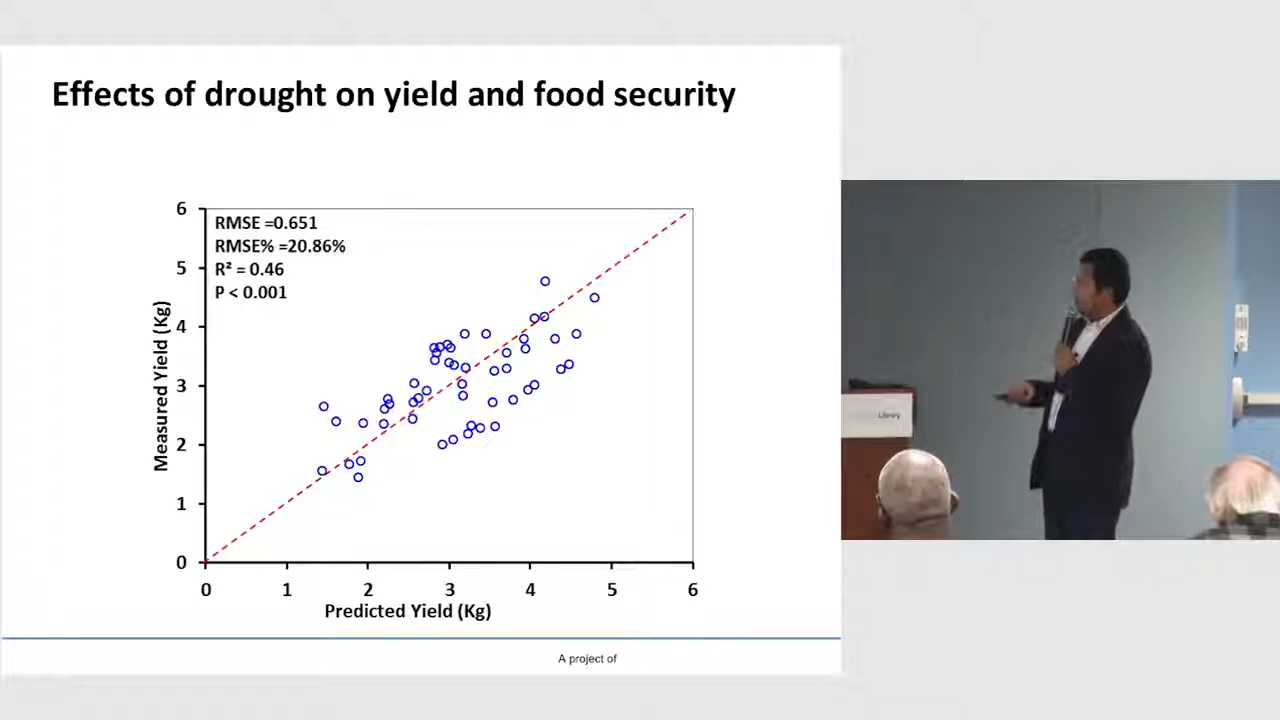 Effects of drought on yield and food security
RMSE =0.651
RMSE% =20.86%
R² = 0.46
P < 0.001
6
5
4
3
2
1
0
Measured Yield (Kg)
0 1 2 3 4 5 6
Predicted Yield (Kg)
A project of
Library